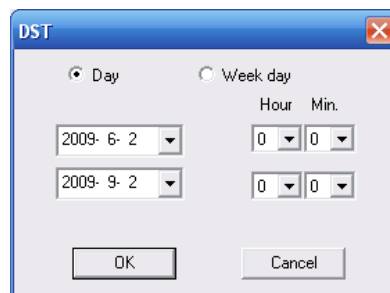 DST
Day Week day
Hour Min.
2009- 6- 2 0 0
2009- 9- 2 0 0
OK Cancel